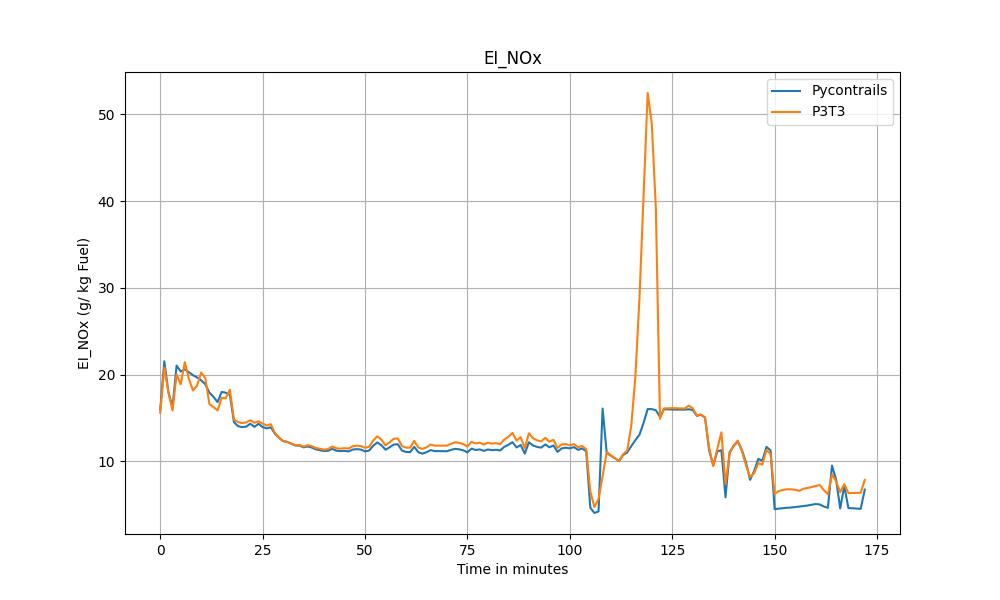 EI_NOx
Pycontrails
P3T3
EI_NOx (g/ kg Fuel)
50
40
30
20
10
0 25 50 75 100 125 150 175
Time in minutes